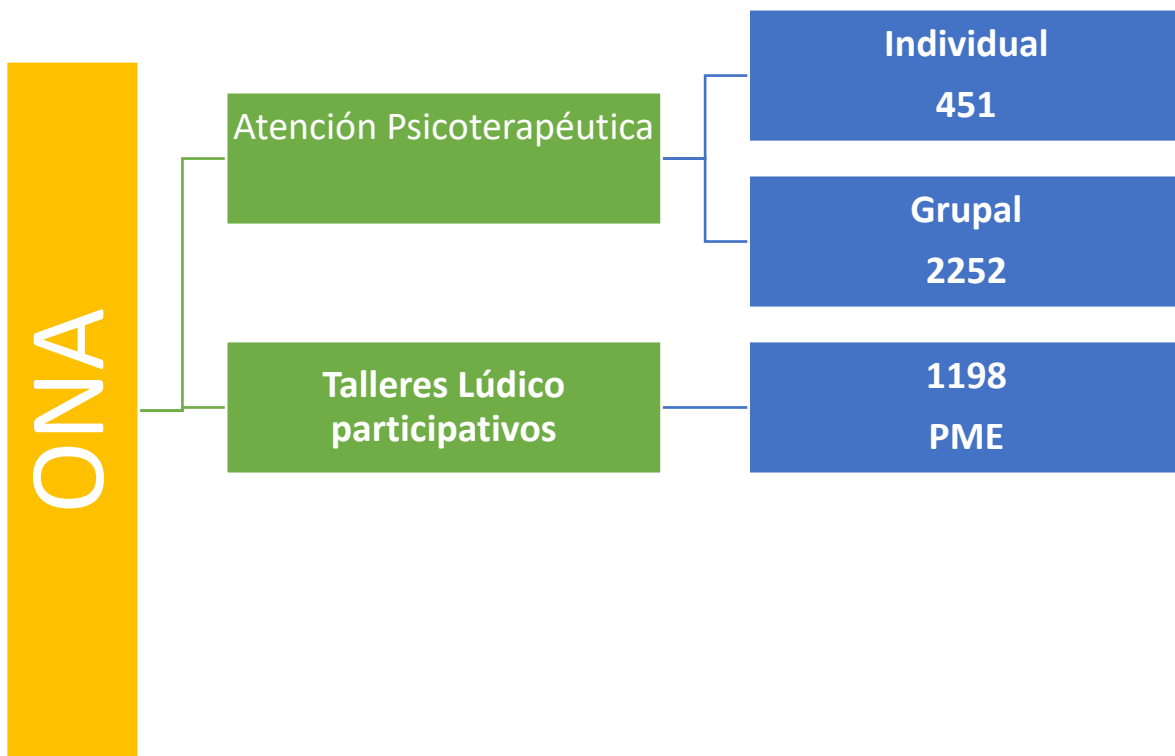 ONA
Atención Psicoterapéutica
Individual
451
Grupal
2252
Talleres Lúdico
participativos
1198
PME